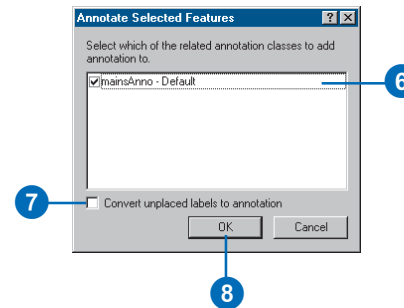 Annotate Selected Features
Select which of the related annotation classes to add
annotation to.
mainsAnno - Default
6
7
Convert unplaced labels to annotation
OK
Cancel
8